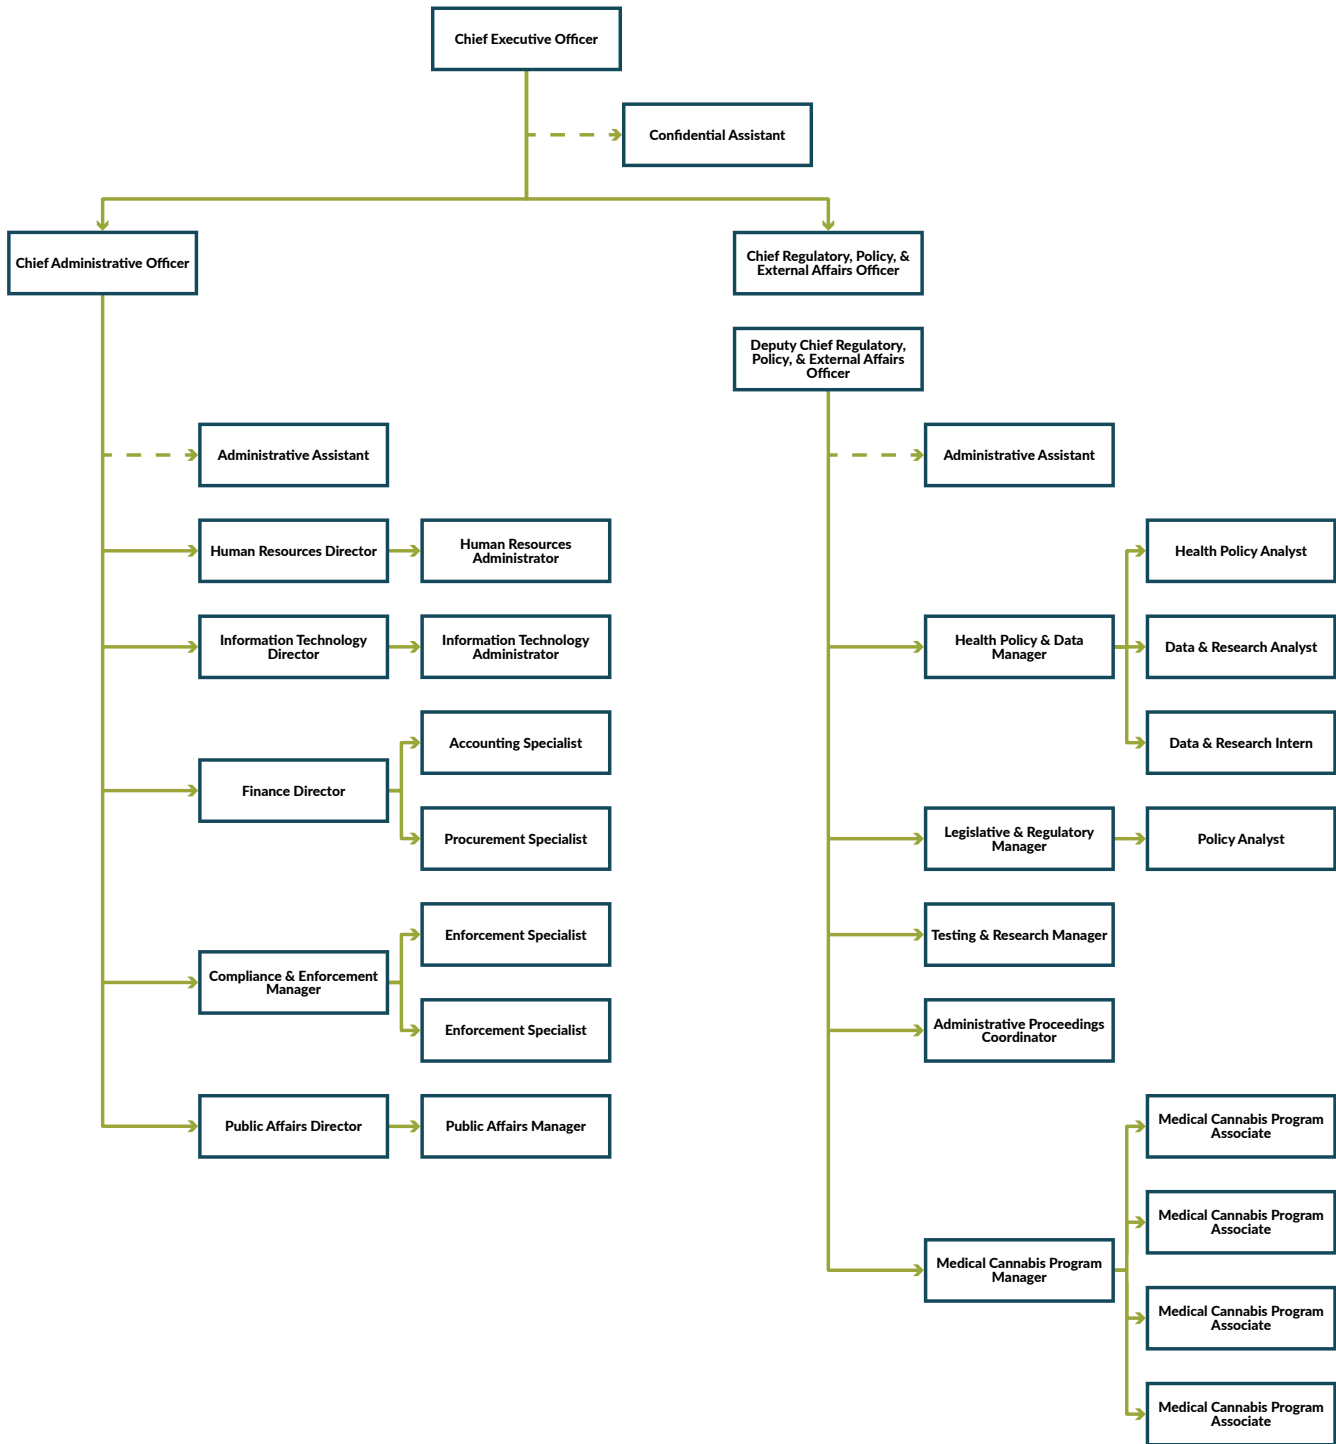 Chief Executive Officer
Confidential Assistant
Chief Administrative Officer
Chief Regulatory, Policy, &
External Affairs Officer
Deputy Chief Regulatory,
Policy, & External Affairs
Officer
Administrative Assistant
Human Resources Director
Human Resources
Administrator
Information Technology
Director
Information Technology
Administrator
Finance Director
Accounting Specialist
Procurement Specialist
Compliance & Enforcement
Manager
Enforcement Specialist
Enforcement Specialist
Public Affairs Director
Public Affairs Manager
Administrative Assistant
Health Policy & Data
Manager
Health Policy Analyst
Data & Research Analyst
Data & Research Intern
Legislative & Regulatory
Manager
Policy Analyst
Testing & Research Manager
Administrative Proceedings
Coordinator
Medical Cannabis Program
Manager
Medical Cannabis Program
Associate
Medical Cannabis Program
Associate
Medical Cannabis Program
Associate
Medical Cannabis Program
Associate